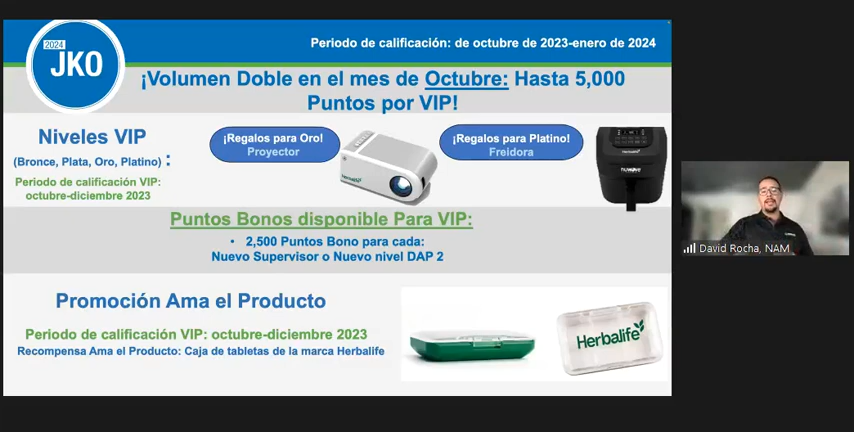 2024
JKO
Periodo de calificación: de octubre de 2023-enero de 2024
¡Volumen Doble en el mes de Octubre: Hasta 5,000
Puntos por VIP!
Niveles VIP
(Bronce, Plata, Oro, Platino) :
Periodo de calificación VIP:
octubre-diciembre 2023
¡Regalos para Oro!
Proyector
Herbalife
¡Regalos para Platino!
Freidora
Herbalife
nuwave
Puntos Bonos disponible Para VIP:
• 2,500 Puntos Bono para cada:
Nuevo Supervisor o Nuevo nivel DAP 2
David Rocha, NAM
Promoción Ama el Producto
Periodo de calificación VIP: octubre-diciembre 2023
Recompensa Ama el Producto: Caja de tabletas de la marca Herbalife
Herbalife